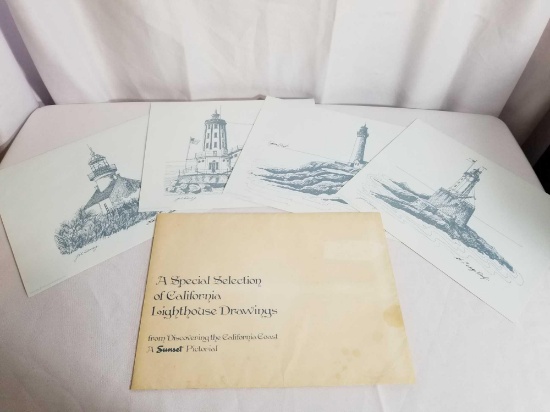 A Special Selection
of California
Lighthouse Drawings
from Discovering the California Coast
A Sunset Pictorial